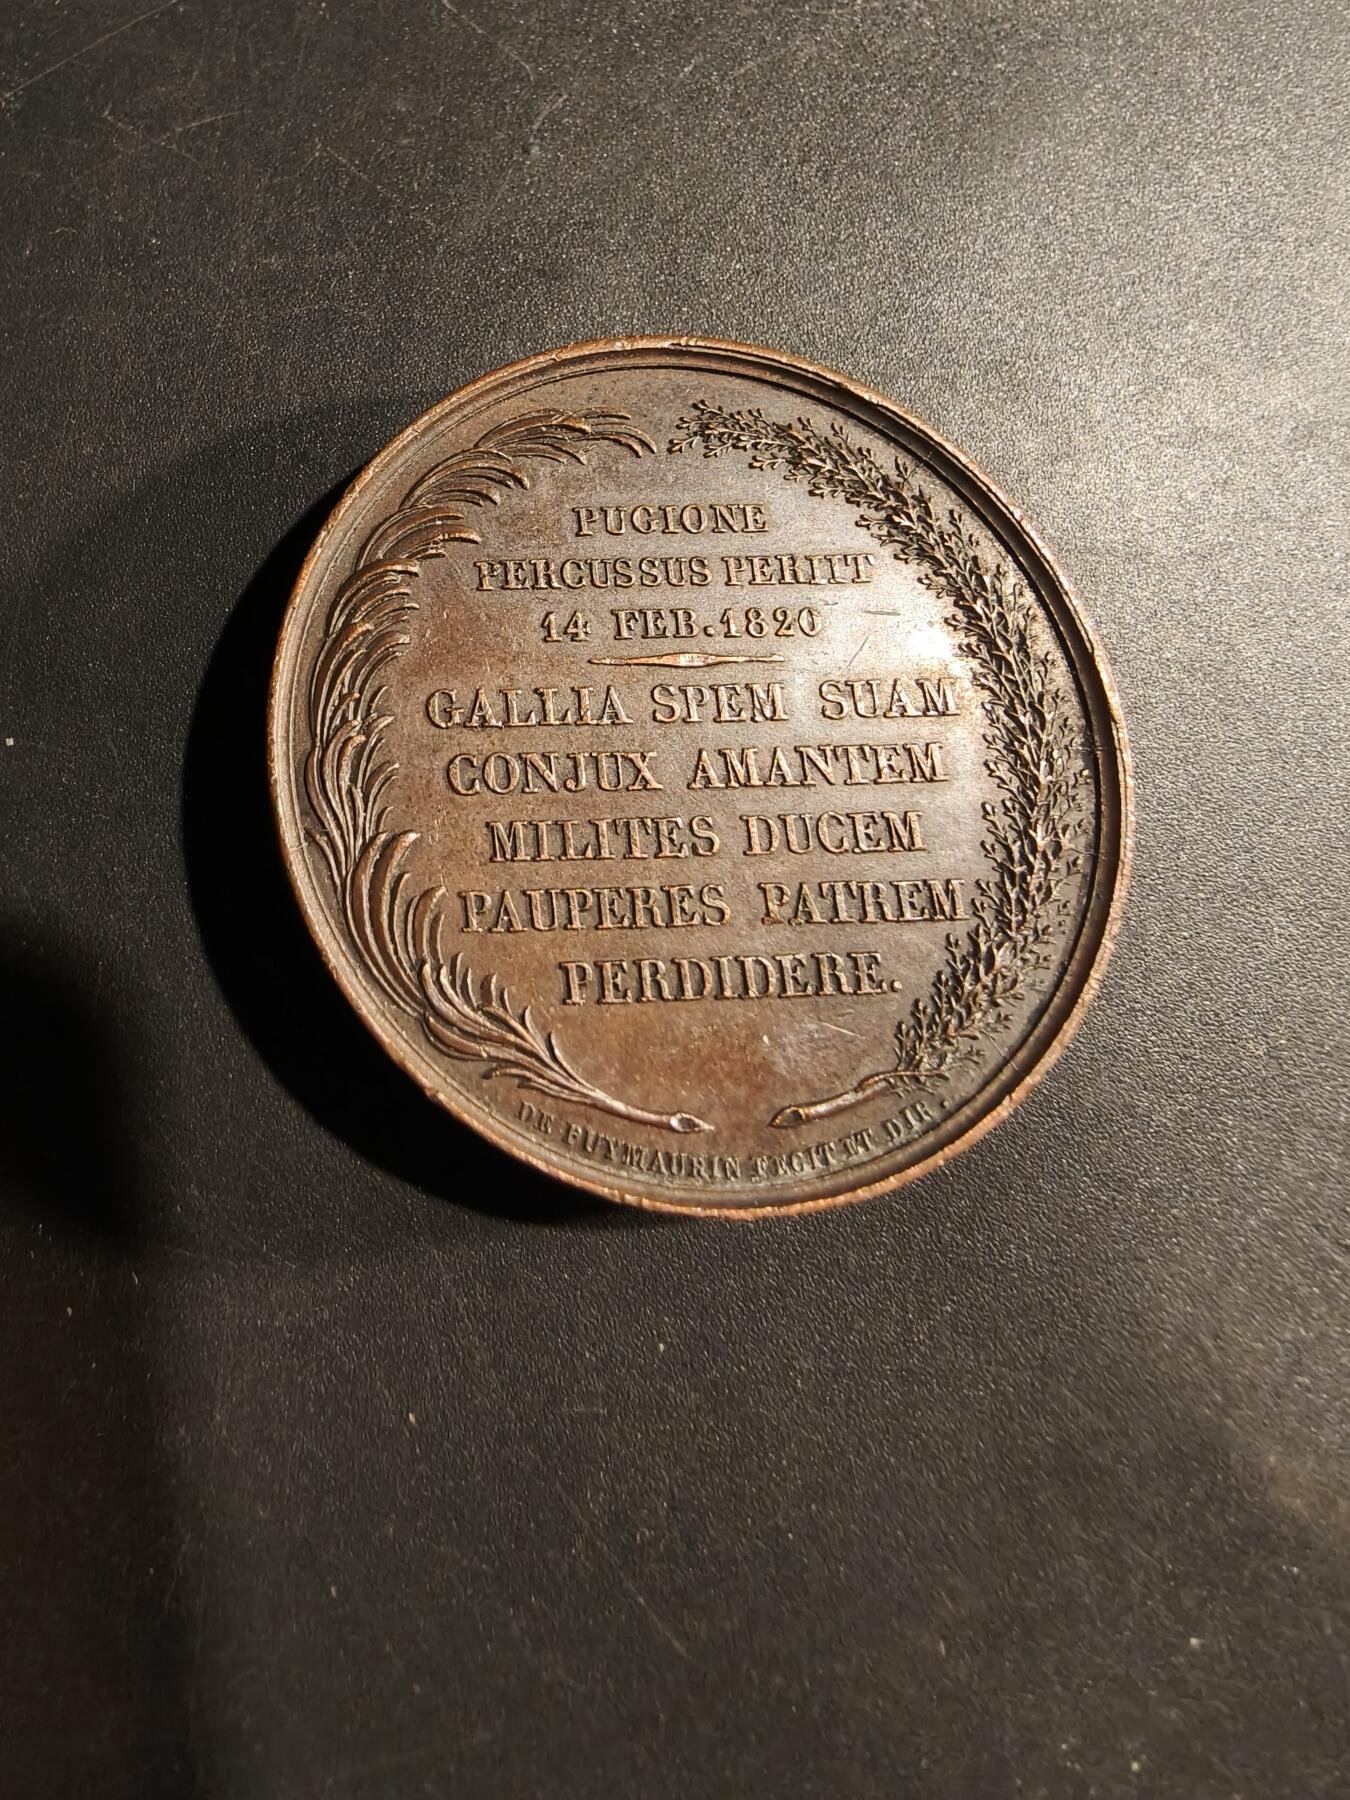 PUGIONE
PERCUSSUS PERIIT
14 FEB. 1820
GALLIA SPEM SUAM
CONJUX AMANTEM
MILITES DUCEM
PAUPERES PATREM
PERDIDERE.
DE PUYMAURIN FECIT ET DIR.